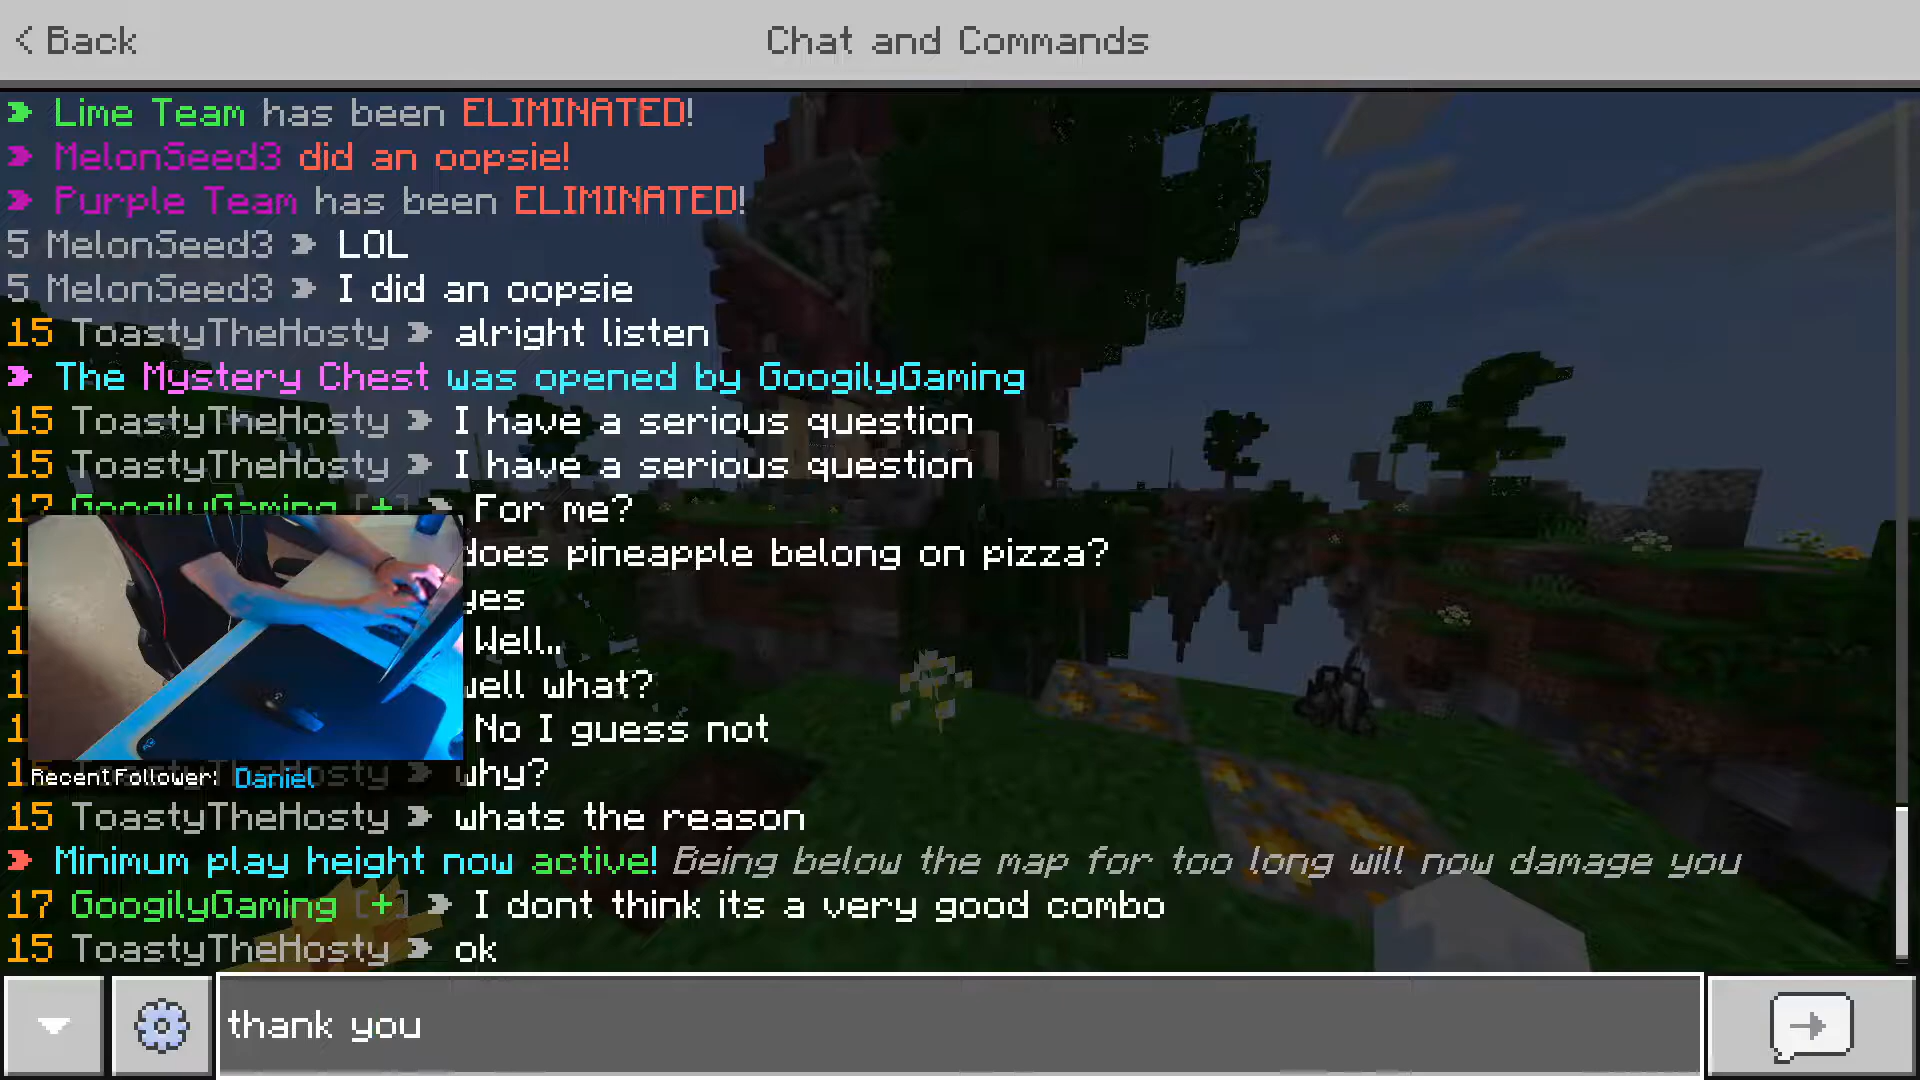 < Back
Chat and Commands
Lime Team has been ELIMINATED!
MelonSeed3 did an oopsie!
Purple Team has been ELIMINATED!
5 MelonSeed3 LOL
5 MelonSeed3 I did an oopsie
15 ToastyTheHosty alright listen
The Mystery Chest was opened by GoogilyGaming
15 ToastyTheHosty I have a serious question
15 ToastyTheHosty I have a serious question
17 GoogilyGaming [+] For me?
does pineapple belong on pizza?
yes
Well..
well what?
No I guess not
Recent Follower: Daniel
why?
15 ToastyTheHosty whats the reason
Minimum play height now active! Being below the map for too long will now damage you
17 GoogilyGaming [+] I dont think its a very good combo
15 ToastyTheHosty ok
thank you